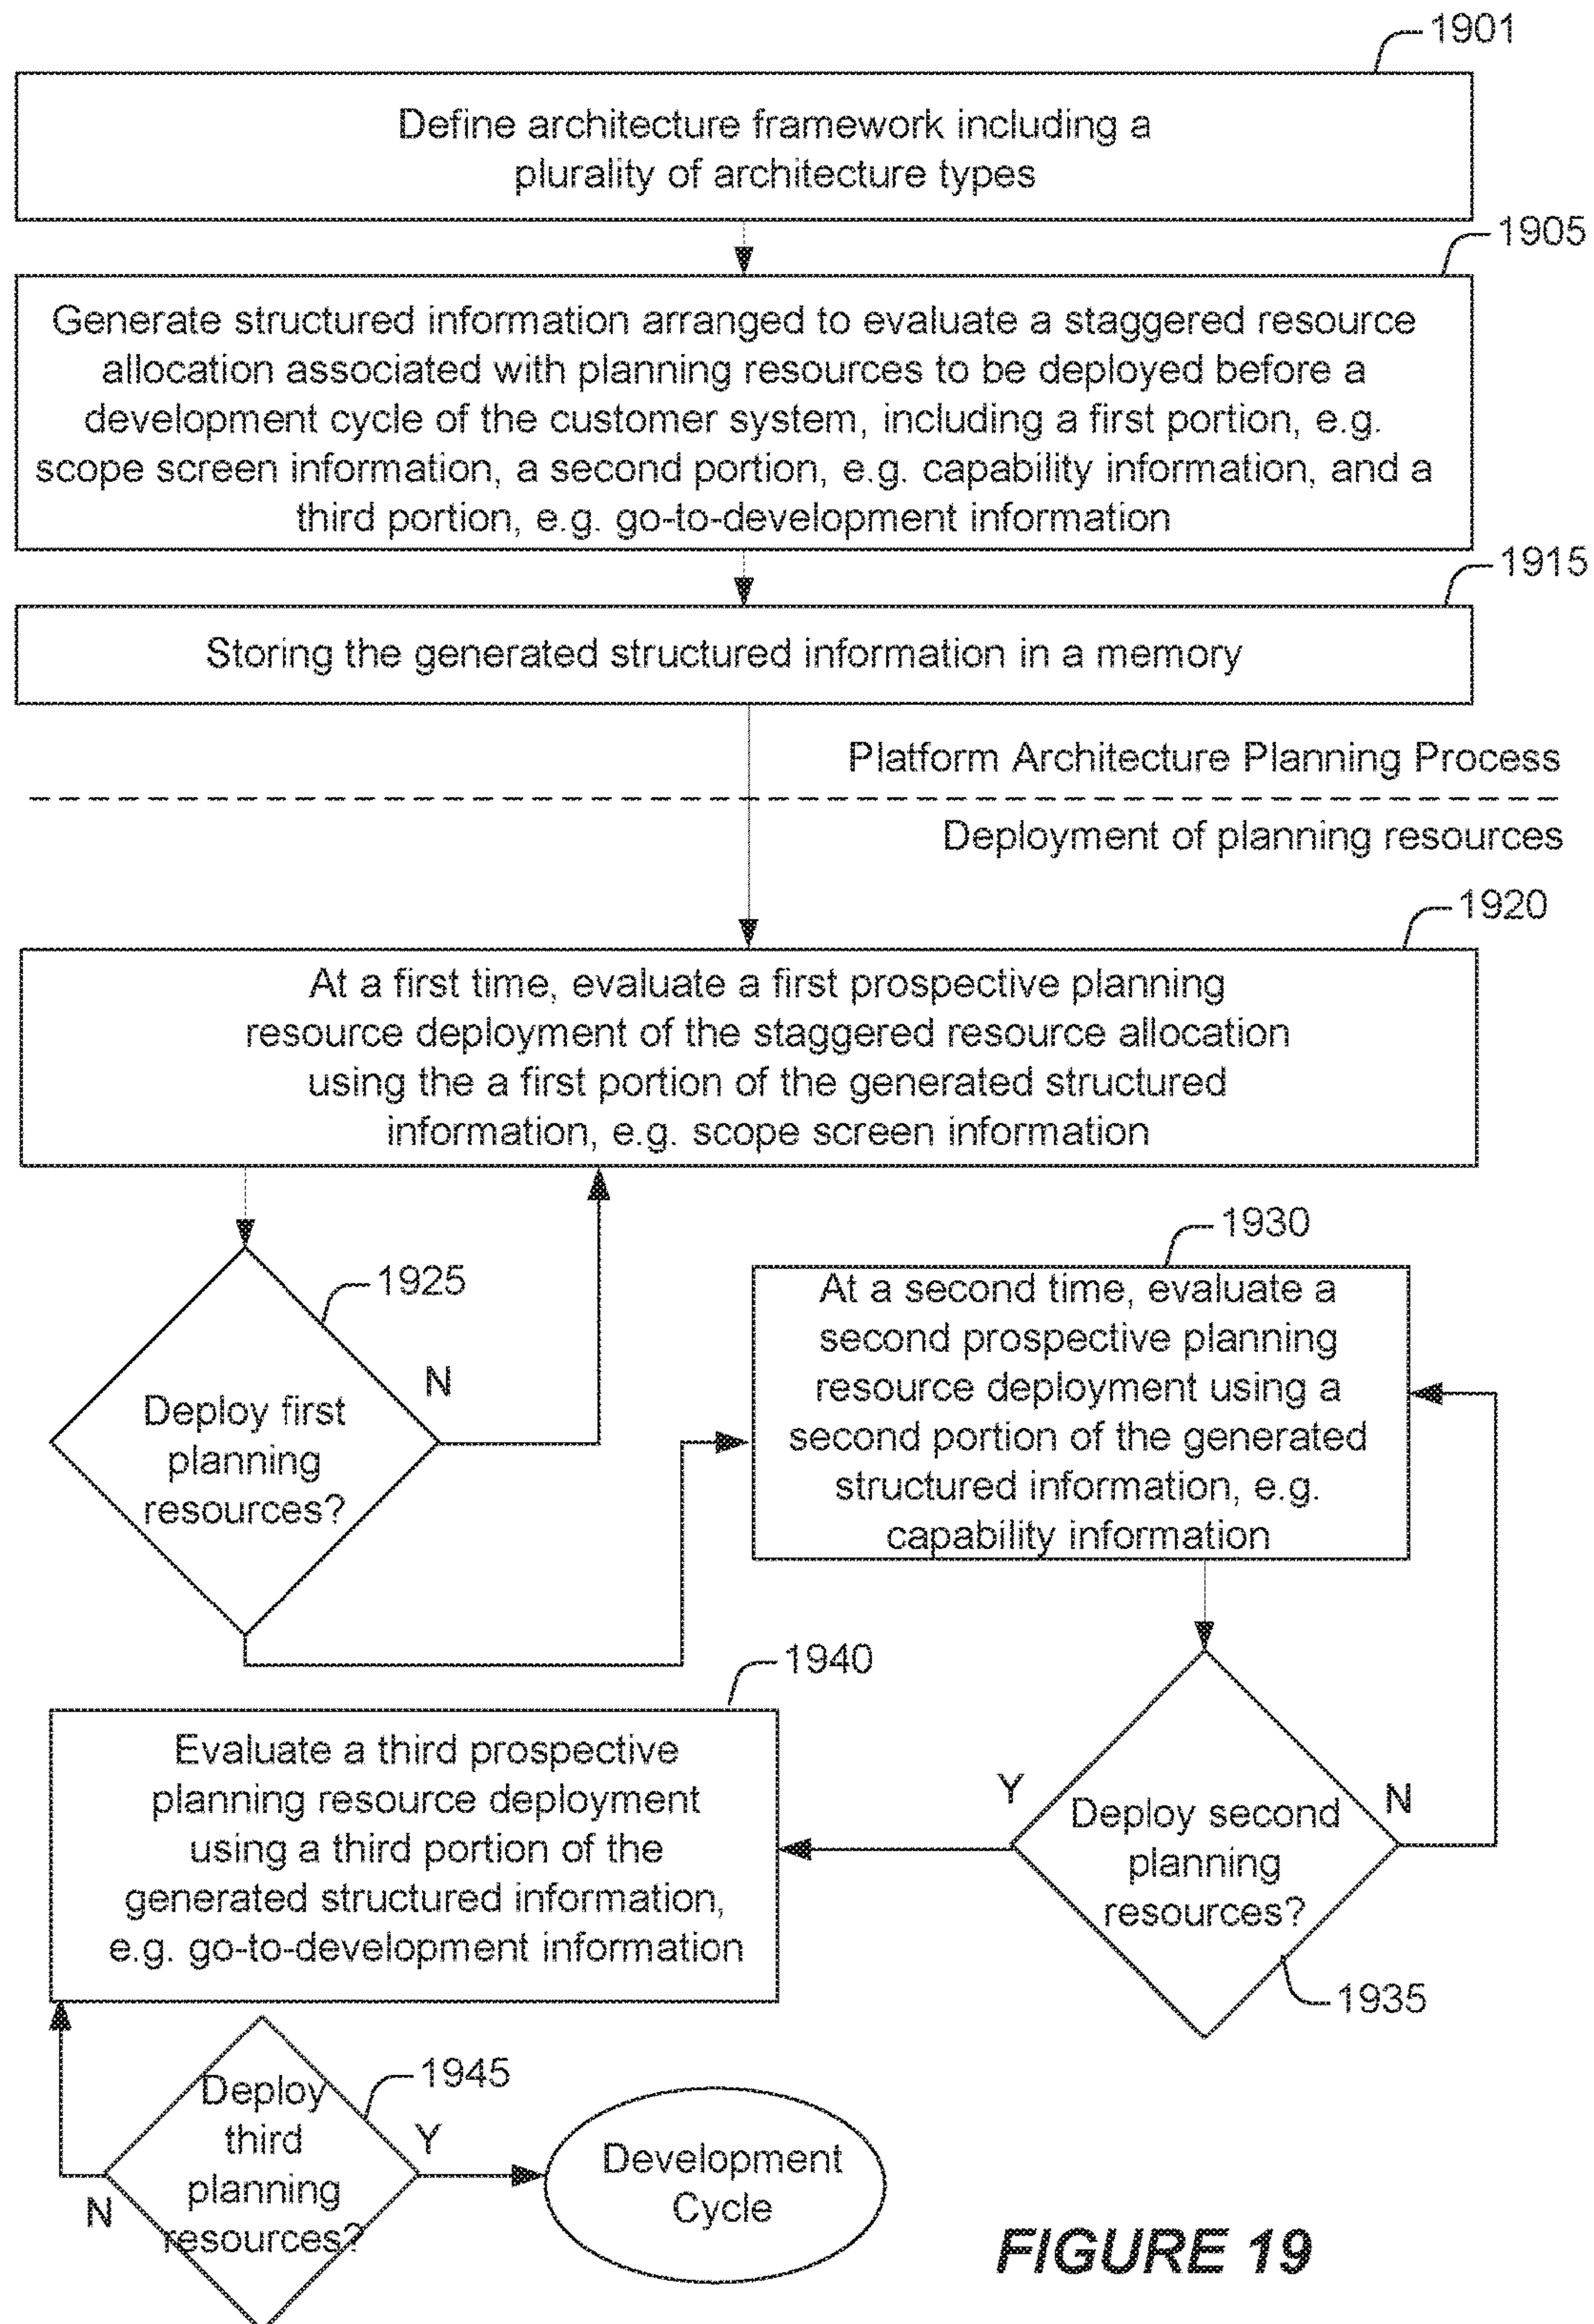 1901
Define architecture framework including a
plurality of architecture types
1905
Generate structured information arranged to evaluate a staggered resource
allocation associated with planning resources to be deployed before a
development cycle of the customer system, including a first portion, e.g.
scope screen information, a second portion, e.g. capability information, and a
third portion, e.g. go-to-development information
1915
Storing the generated structured information in a memory
Platform Architecture Planning Process
Deployment of planning resources
1920
At a first time, evaluate a first prospective planning
resource deployment of the staggered resource allocation
using the a first portion of the generated structured
information, e.g. scope screen information
1925
N
Deploy first
planning
resources?
1930
At a second time, evaluate a
second prospective planning
resource deployment using a
second portion of the generated
structured information, e.g.
capability information
Y
N
Deploy second
planning
resources?
1935
1940
Evaluate a third prospective
planning resource deployment
using a third portion of the
generated structured information,
e.g. go-to-development information
1945
Deploy
third
planning
resources?
Y
N
Development
Cycle
FIGURE 19